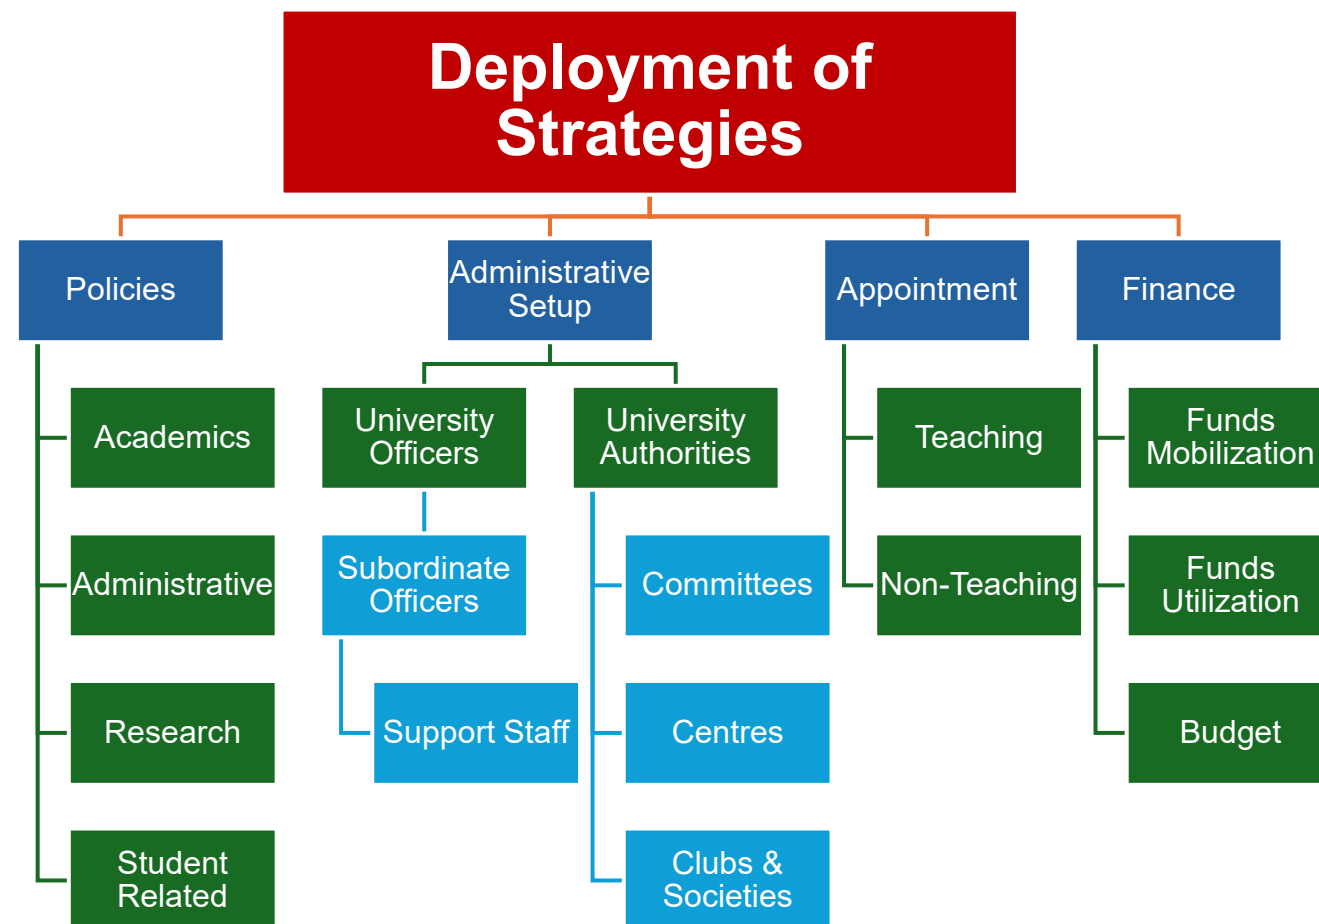 Deployment of
Strategies
Policies
Administrative
Setup
Appointment
Finance
Academics
University
Officers
University
Authorities
Teaching
Funds
Mobilization
Administrative
Subordinate
Officers
Committees
Non-Teaching
Funds
Utilization
Research
Support Staff
Centres
Budget
Student
Related
Clubs &
Societies